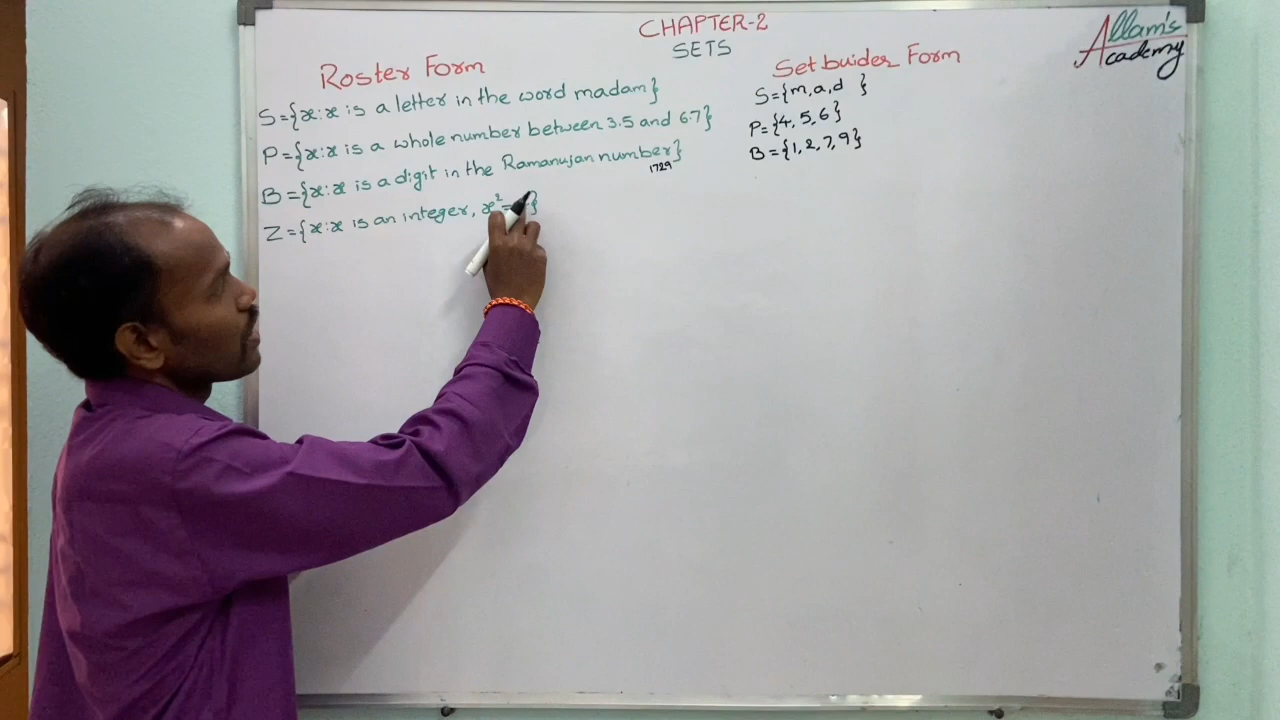 CHAPTER-2
SETS
Allam's
Academy
Roster Form
S={x:x is a letter in the word madam}
P={x:x is a whole number between 3.5 and 6.7}
B={x:x is a digit in the Ramanujan number}
1729
Z={x:x is an integer, x²=
Set buider Form
S={m,a,d }
P={4,5,6}
B={1,2,7,9}